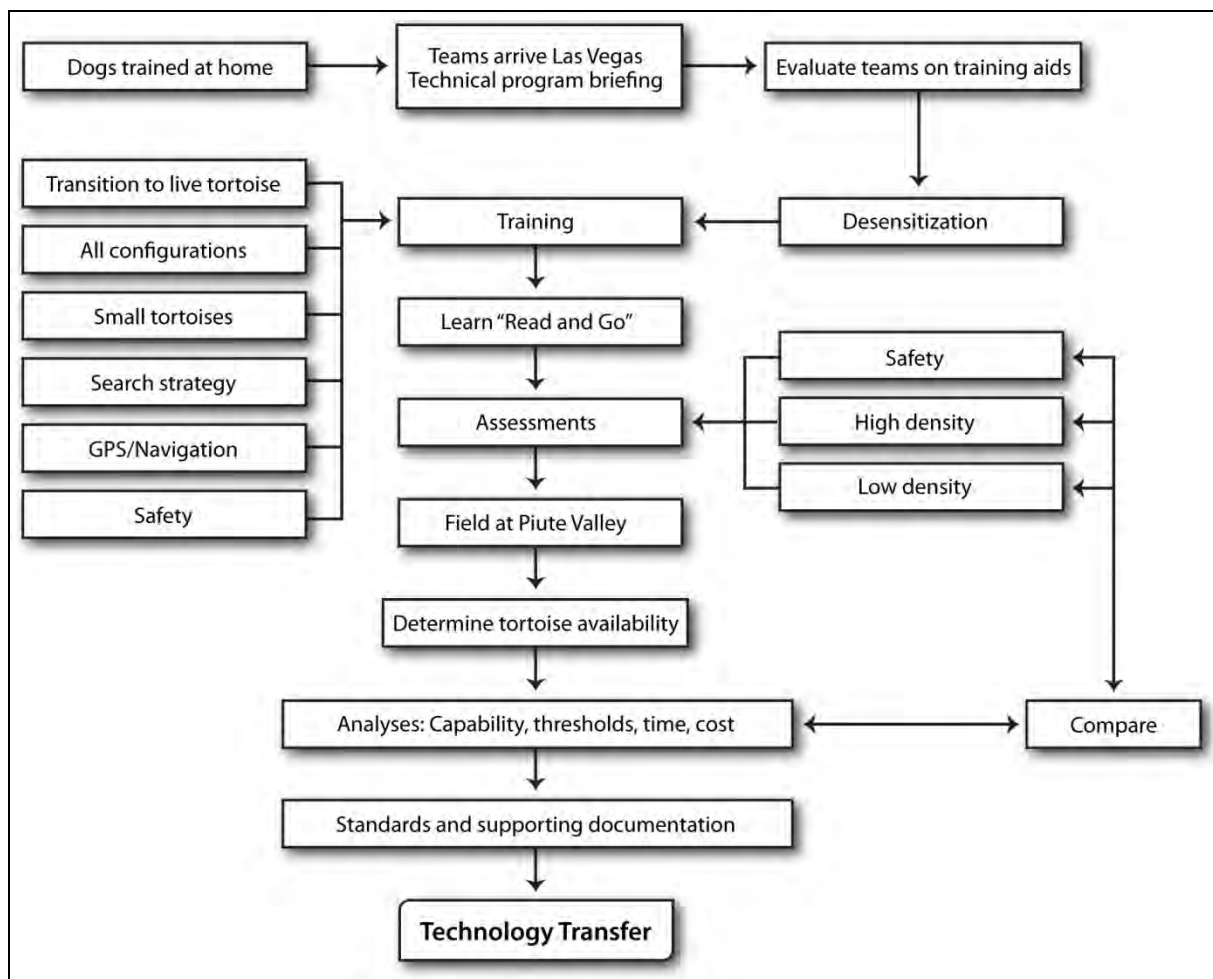 Dogs trained at home
Teams arrive Las Vegas
Technical program briefing
Evaluate teams on training aids
Transition to live tortoise
All configurations
Small tortoises
Search strategy
GPS/Navigation
Safety
Training
Desensitization
Learn “Read and Go”
Assessments
Safety
High density
Low density
Field at Piute Valley
Determine tortoise availability
Analyses: Capability, thresholds, time, cost
Compare
Standards and supporting documentation
Technology Transfer